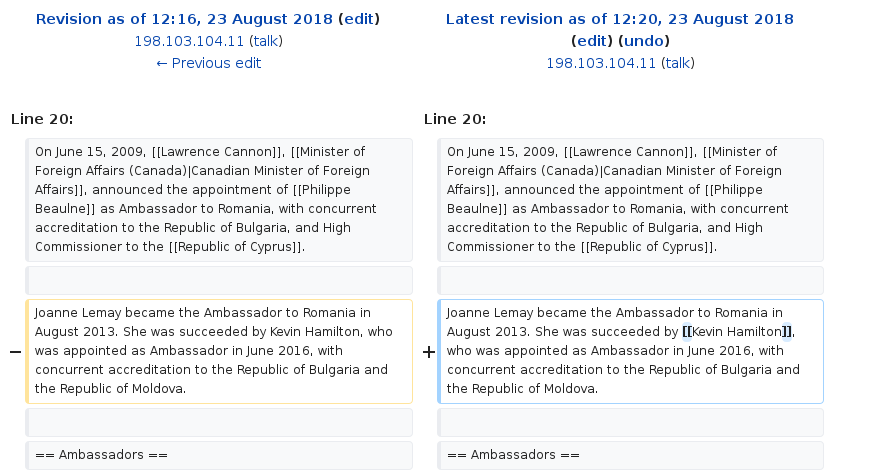 Revision as of 12:16, 23 August 2018 (edit)
198.103.104.11 (talk)
← Previous edit
Latest revision as of 12:20, 23 August 2018
(edit) (undo)
198.103.104.11 (talk)
Line 20:
Line 20:
On June 15, 2009, [[Lawrence Cannon]], [[Minister of
Foreign Affairs (Canada)|Canadian Minister of Foreign
Affairs]], announced the appointment of [[Philippe
Beaulne]] as Ambassador to Romania, with concurrent
accreditation to the Republic of Bulgaria, and High
Commissioner to the [[Republic of Cyprus]].
On June 15, 2009, [[Lawrence Cannon]], [[Minister of
Foreign Affairs (Canada)|Canadian Minister of Foreign
Affairs]], announced the appointment of [[Philippe
Beaulne]] as Ambassador to Romania, with concurrent
accreditation to the Republic of Bulgaria, and High
Commissioner to the [[Republic of Cyprus]].
−
Joanne Lemay became the Ambassador to Romania in
August 2013. She was succeeded by Kevin Hamilton, who
was appointed as Ambassador in June 2016, with
concurrent accreditation to the Republic of Bulgaria and
the Republic of Moldova.
+
Joanne Lemay became the Ambassador to Romania in
August 2013. She was succeeded by [[Kevin Hamilton]],
who was appointed as Ambassador in June 2016, with
concurrent accreditation to the Republic of Bulgaria and
the Republic of Moldova.
== Ambassadors ==
== Ambassadors ==